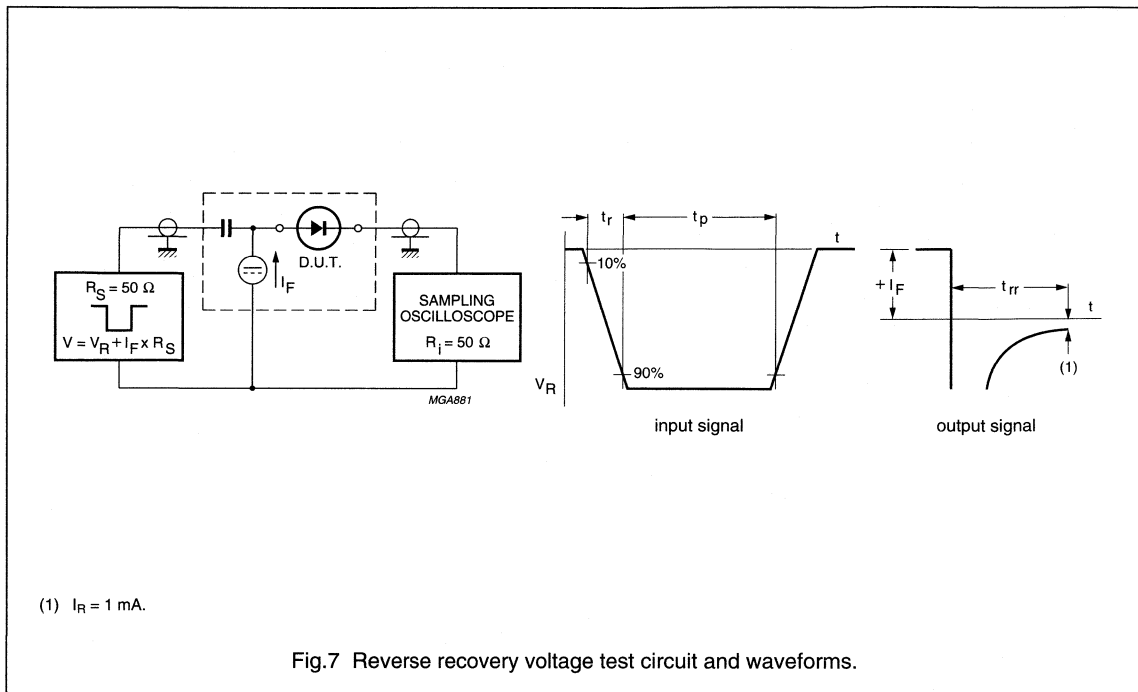 R_S = 50 Ω
V = V_R + I_F x R_S
I_F
D.U.T.
SAMPLING
OSCILLOSCOPE
R_i = 50 Ω
MGA881
t_r
t_p
t
10%
90%
V_R
input signal
+ I_F
t_rr
t
(1)
output signal
(1) I_R = 1 mA.
Fig.7 Reverse recovery voltage test circuit and waveforms.